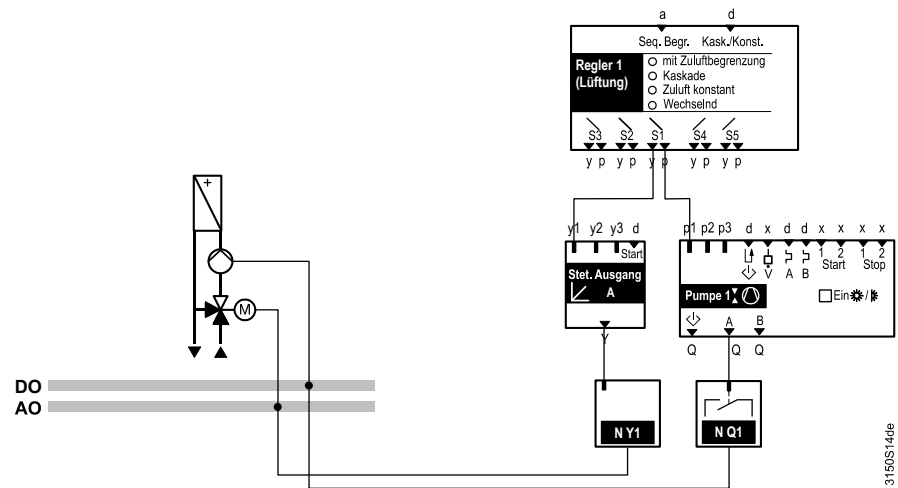 a d
Seq. Begr. Kask./Konst.
Regler 1
(Lüftung)
mit Zuluftbegrenzung
Kaskade
Zuluft konstant
Wechselnd
S3 S2 S1 S4 S5
y p y p y p y p y p
y1 y2 y3 d
Start
Stet. Ausgang
A
Y
p1 p2 p3 d x d d x x x x
A B 1 2 1 2
Start Stop
Pumpe 1
Ein / 
A B
Q Q Q
+
M
DO
AO
N Y1
N Q1
3150S14de